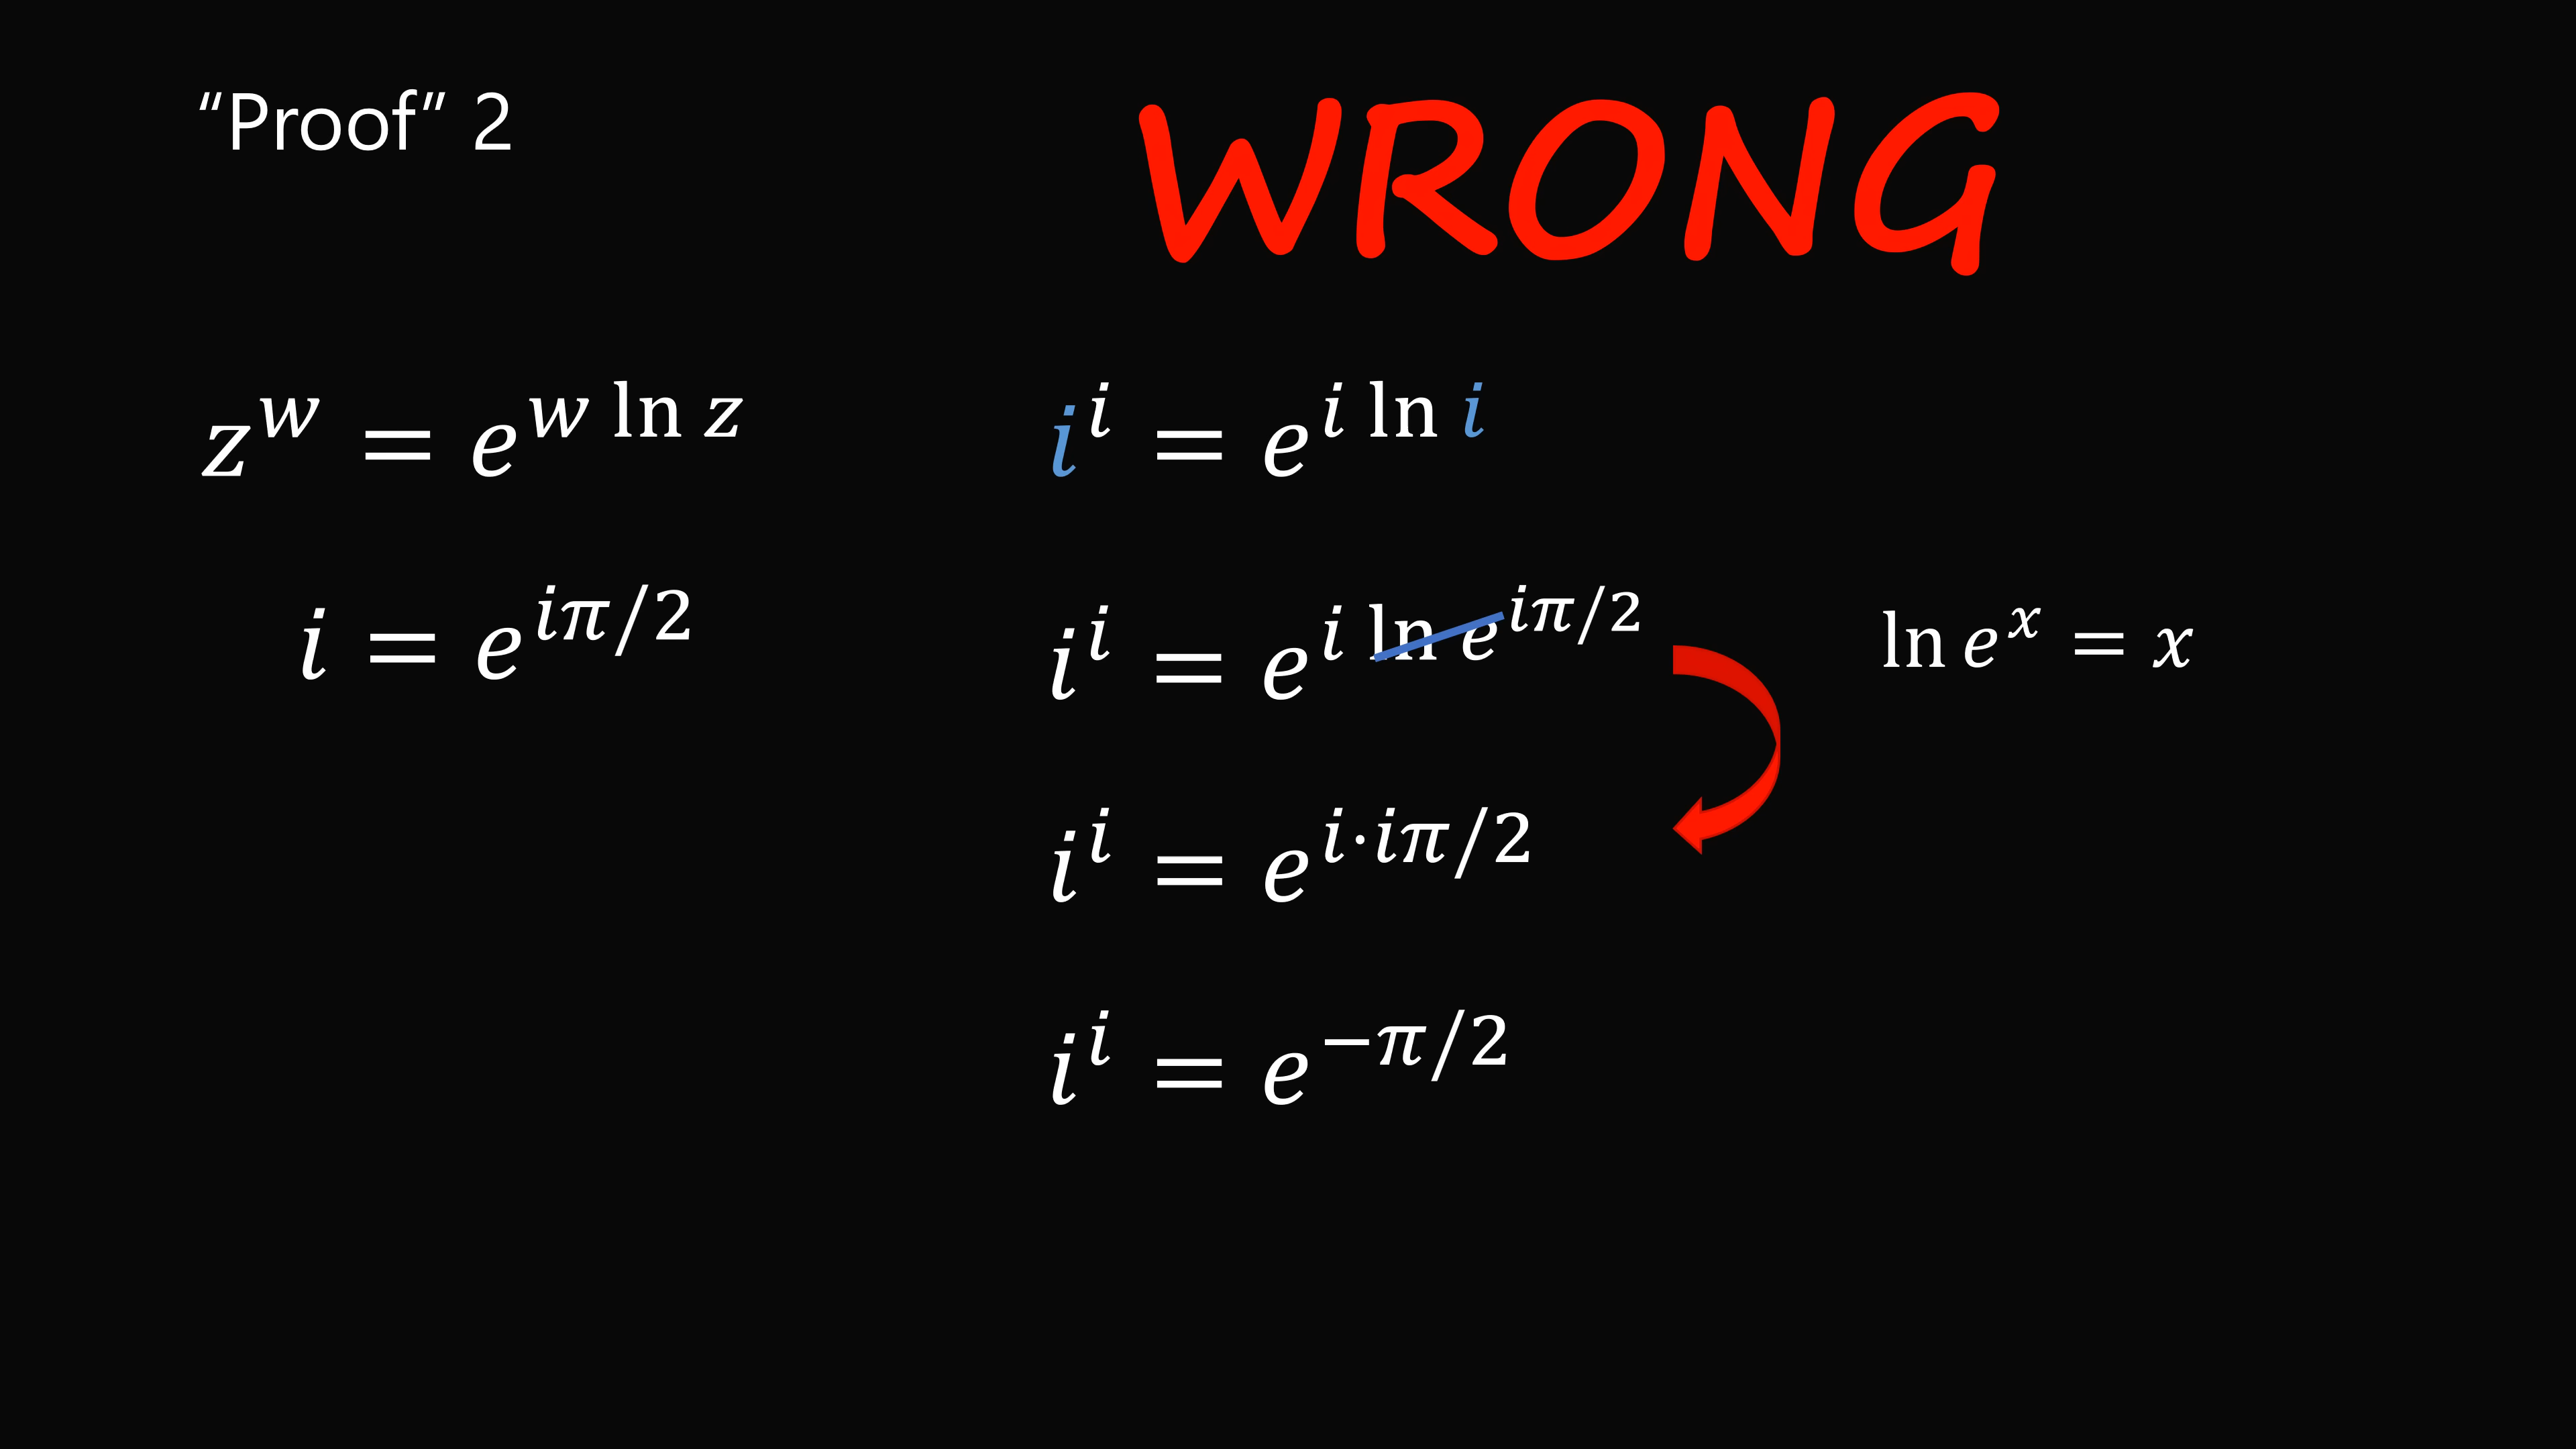 “Proof” 2
WRONG
z^w = e^{w ln z}
i^i = e^{i ln i}
i = e^{iπ/2}
i^i = e^{i ln e^{iπ/2}}
ln e^x = x
i^i = e^{i·iπ/2}
i^i = e^{−π/2}